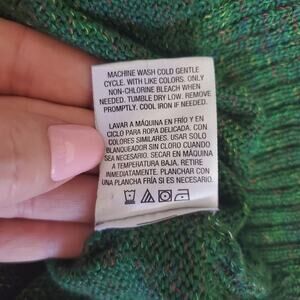 MACHINE WASH COLD GENTLE
CYCLE. WITH LIKE COLORS. ONLY
NON-CHLORINE BLEACH WHEN
NEEDED. TUMBLE DRY LOW. REMOVE
PROMPTLY. COOL IRON IF NEEDED.
LAVAR A MÁQUINA EN FRÍO Y EN
CICLO PARA ROPA DELICADA. CON
COLORES SIMILARES. USAR SOLO
BLANQUEADOR SIN CLORO CUANDO
SEA NECESARIO. SECAR EN MÁQUINA
A TEMPERATURA BAJA. RETIRE
INMEDIATAMENTE. PLANCHAR CON
UNA PLANCHA FRÍA SI ES NECESARIO.